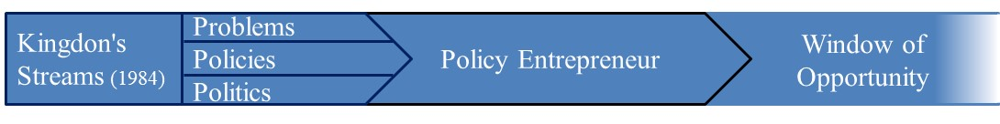 Kingdon's
Streams (1984)
Problems
Policies
Politics
Policy Entrepreneur
Window of
Opportunity